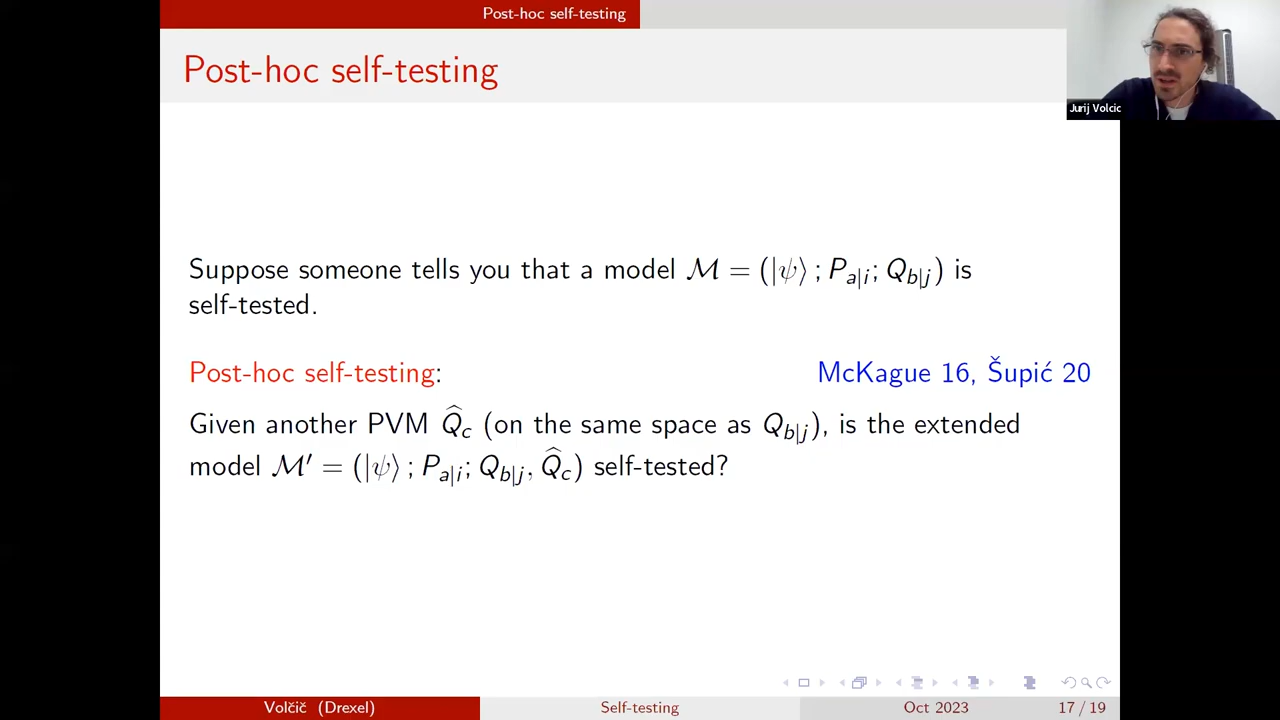 Post-hoc self-testing
Post-hoc self-testing
Jurij Volcic
Suppose someone tells you that a model ℳ = (|ψ⟩ ; P_{a|i}; Q_{b|j}) is
self-tested.
Post-hoc self-testing: McKague 16, Šupić 20
Given another PVM Q̂_c (on the same space as Q_{b|j}), is the extended
model ℳ′ = (|ψ⟩ ; P_{a|i}; Q_{b|j}, Q̂_c) self-tested?
Volčič (Drexel) Self-testing Oct 2023 17 / 19